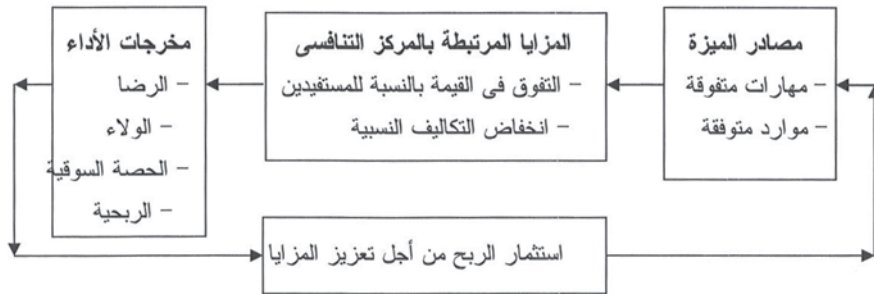 مصادر الميزة
– مهارات متفوقة
– موارد متوفقة
المزايا المرتبطة بالمركز التنافسى
– التفوق فى القيمة بالنسبة للمستفيدين
– انخفاض التكاليف النسبية
مخرجات الأداء
– الرضا
– الولاء
– الحصة السوقية
– الربحية
استثمار الربح من أجل تعزيز المزايا